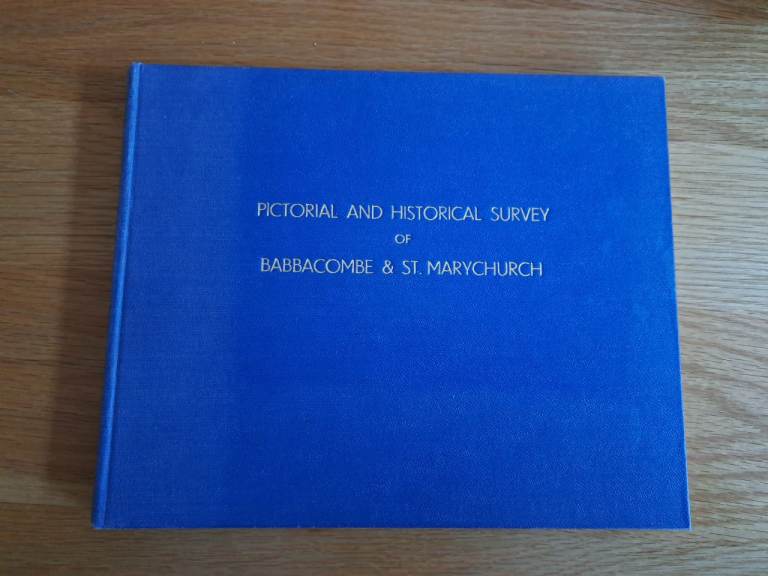 PICTORIAL AND HISTORICAL SURVEY
OF
BABBACOMBE & ST. MARYCHURCH